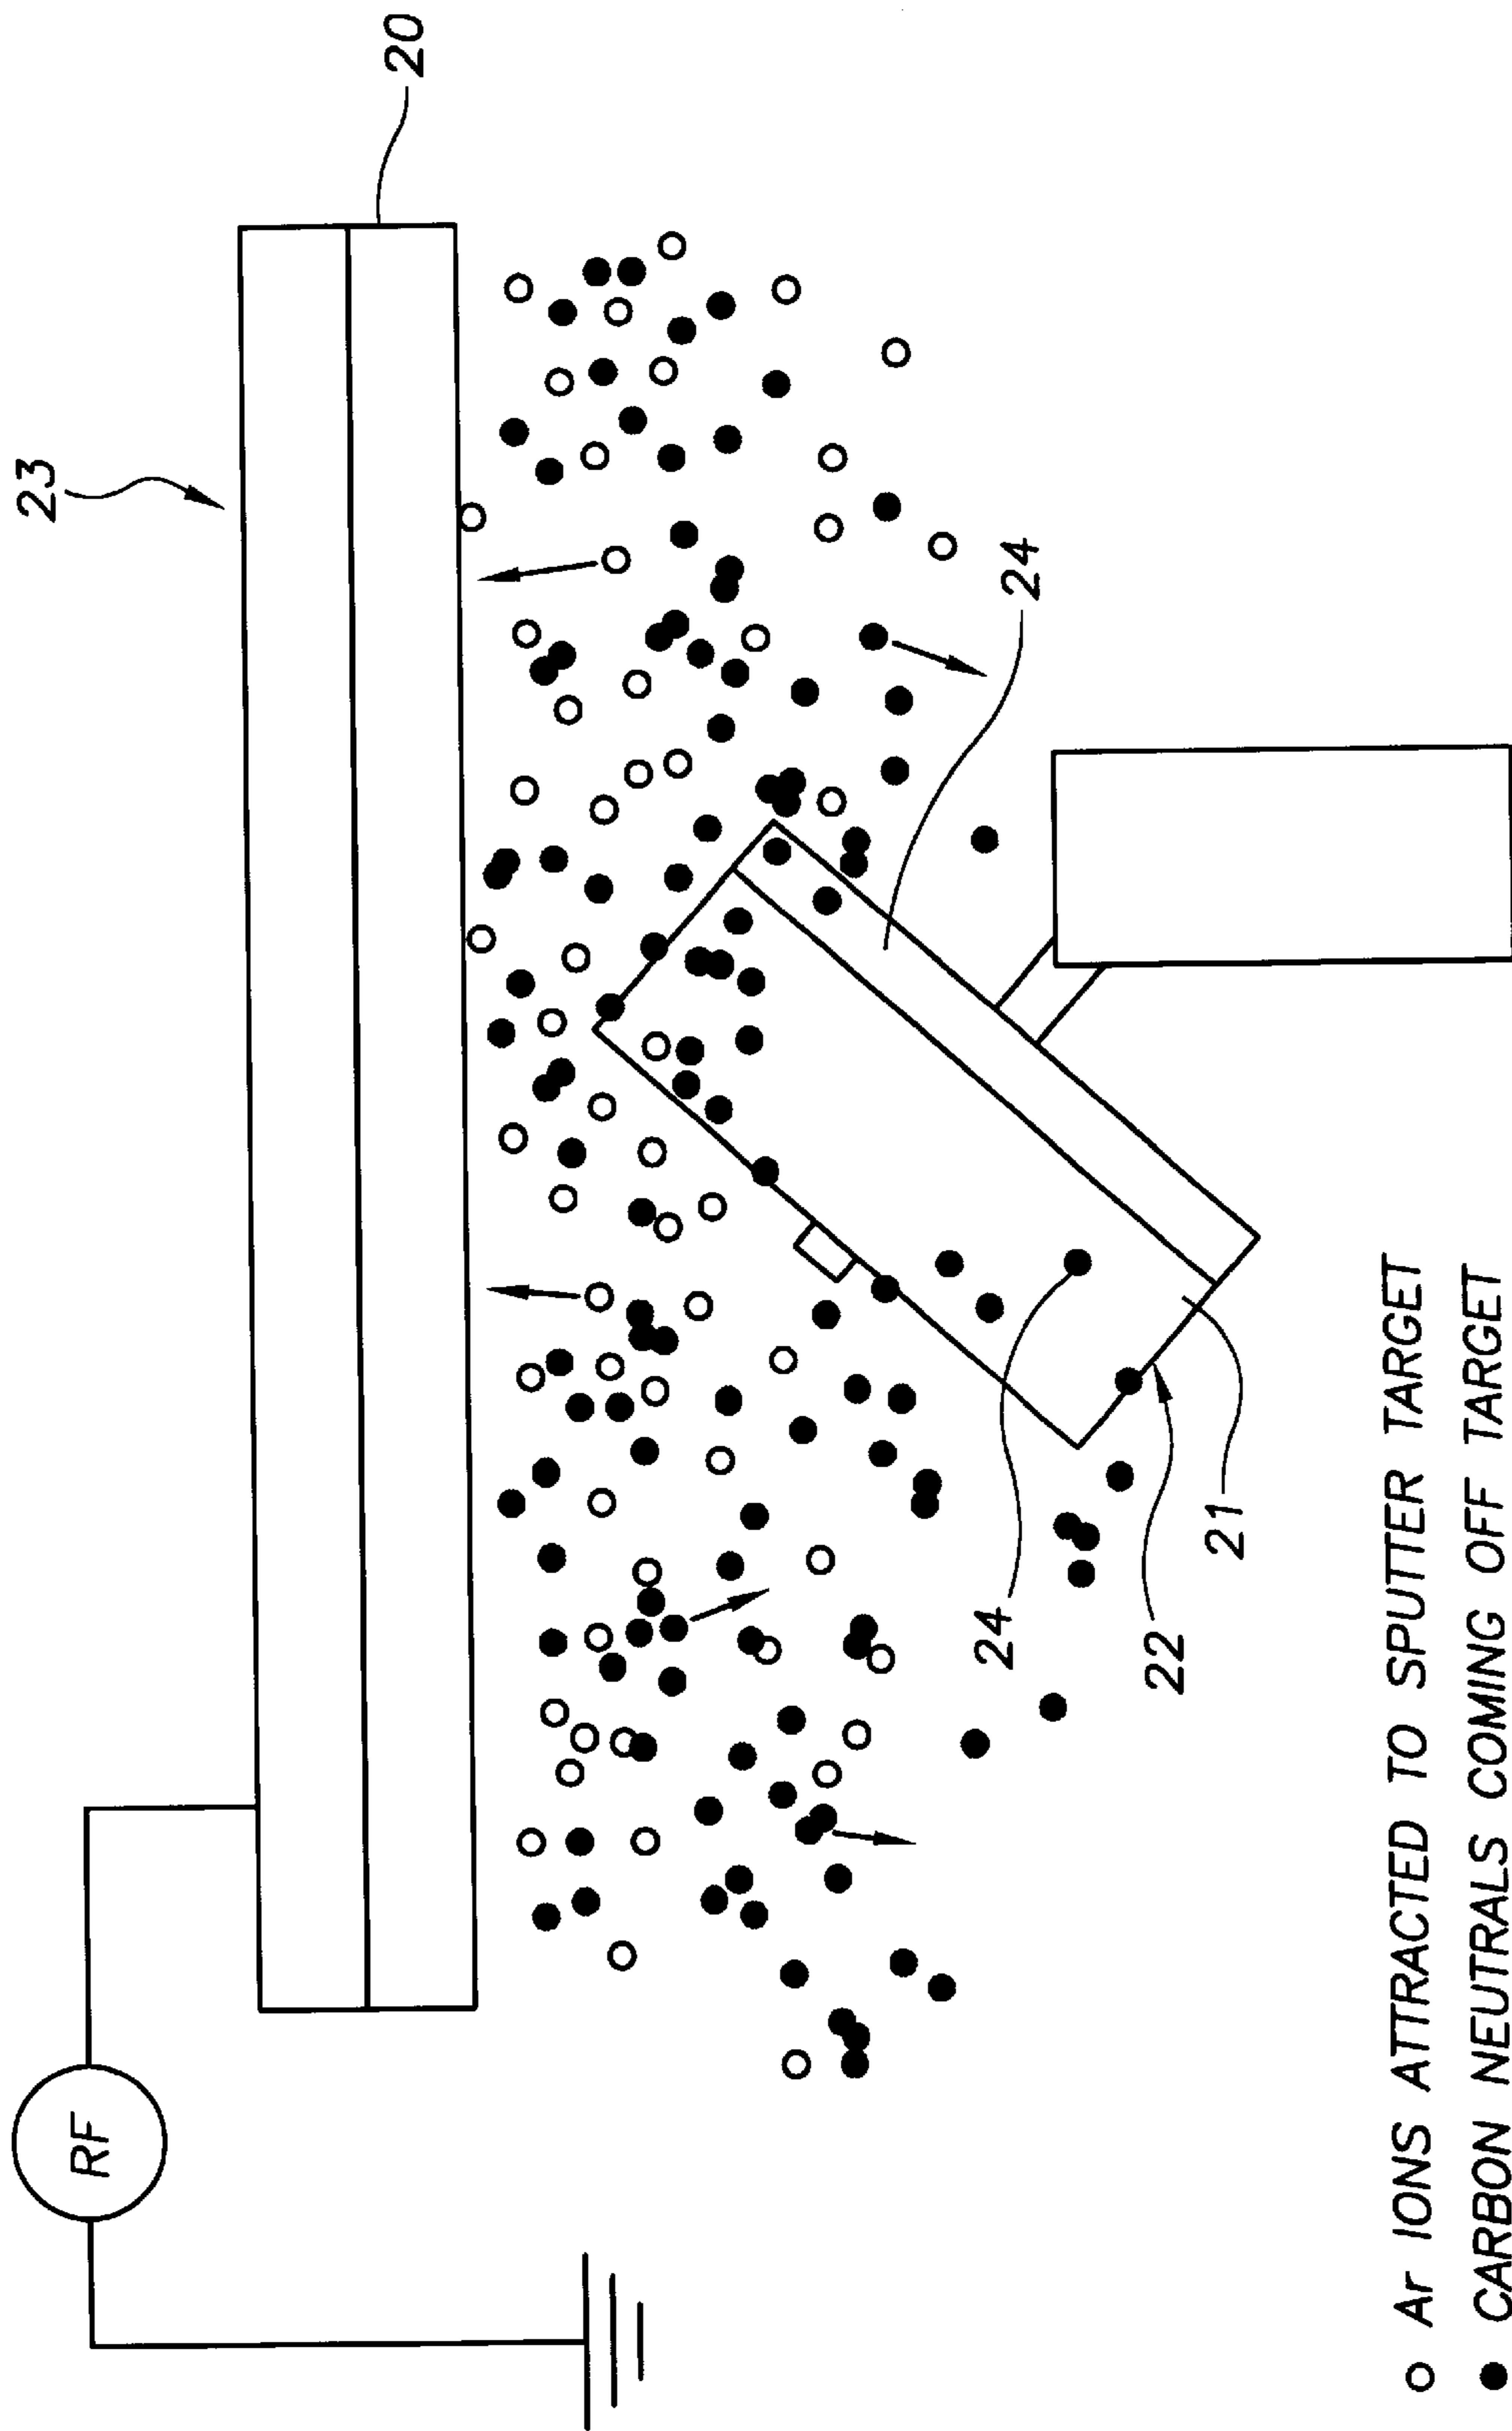 RF
23
20
24
24
22
21
o Ar IONS ATTRACTED TO SPUTTER TARGET
● CARBON NEUTRALS COMING OFF TARGET